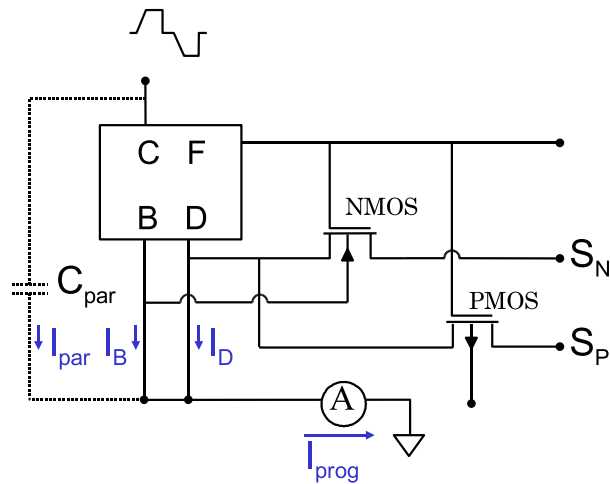 C F
B D
NMOS
S_N
C_par
PMOS
I_par I_B I_D
S_P
A
I_prog